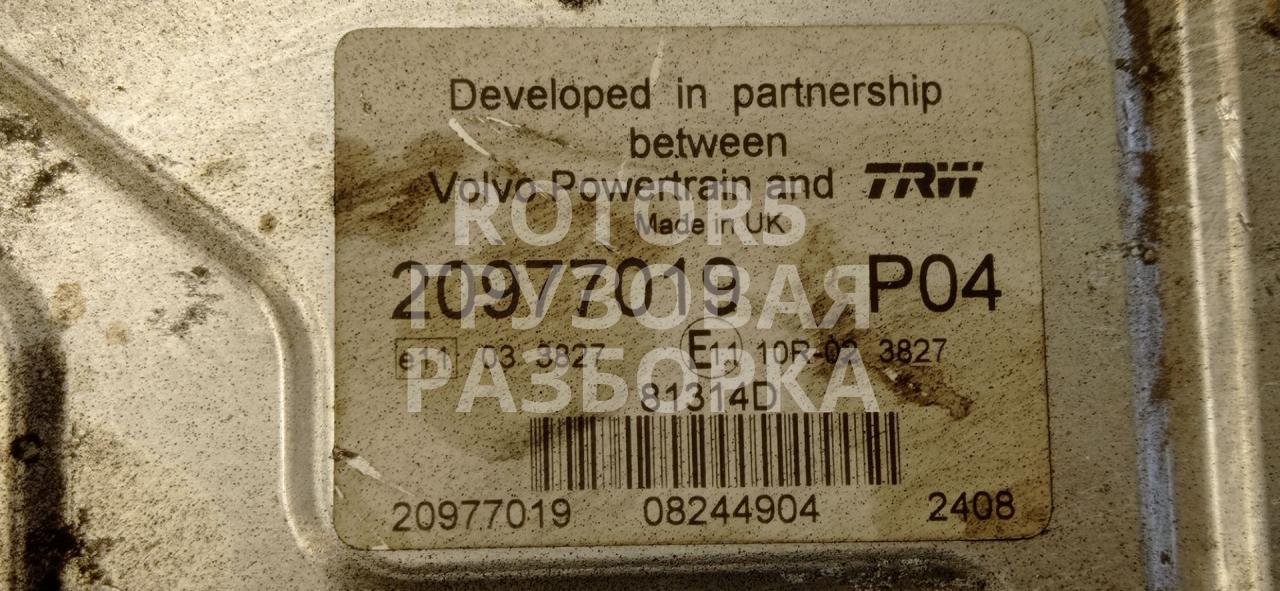 Developed in partnership
between
Volvo Powertrain and TRW
Made in UK
ROTOR5
20977019 P04
ГРУЗОВАЯ
e11 03 3827 E11 10R-02 3827
РАЗБОРКА
81314D
20977019 08244904 2408